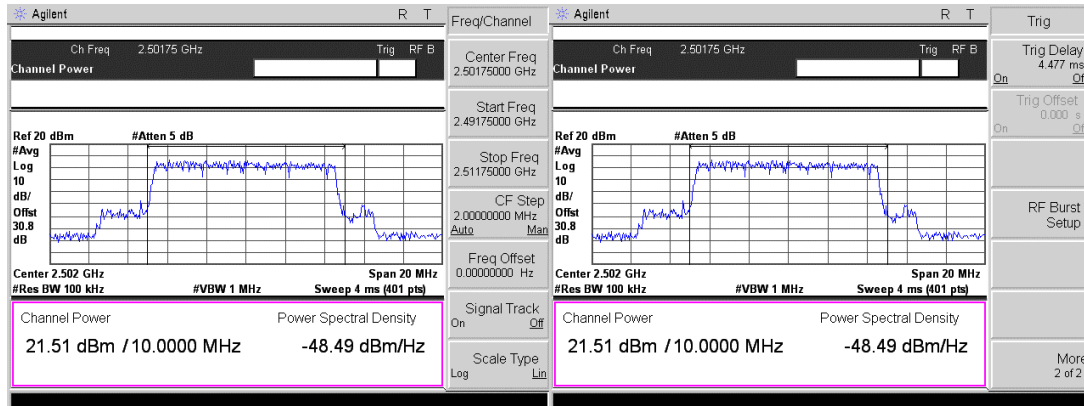 Agilent R T
Ch Freq 2.50175 GHz Trig RF B
Channel Power
Ref 20 dBm #Atten 5 dB
#Avg
Log
10
dB/
Offst
30.8
dB
Center 2.502 GHz Span 20 MHz
#Res BW 100 kHz #VBW 1 MHz Sweep 4 ms (401 pts)
Channel Power Power Spectral Density
21.51 dBm / 10.0000 MHz -48.49 dBm/Hz
Freq/Channel
Center Freq
2.50175000 GHz
Start Freq
2.49175000 GHz
Stop Freq
2.51175000 GHz
CF Step
2.00000000 MHz
Auto Man
Freq Offset
0.00000000 Hz
Signal Track
On Off
Scale Type
Log Lin
Agilent R T
Ch Freq 2.50175 GHz Trig RF B
Channel Power
Ref 20 dBm #Atten 5 dB
#Avg
Log
10
dB/
Offst
30.8
dB
Center 2.502 GHz Span 20 MHz
#Res BW 100 kHz #VBW 1 MHz Sweep 4 ms (401 pts)
Channel Power Power Spectral Density
21.51 dBm / 10.0000 MHz -48.49 dBm/Hz
Trig
Trig Delay
4.477 ms
On Of
Trig Offset
0.000 s
On Of
RF Burst
Setup
More
2 of 2